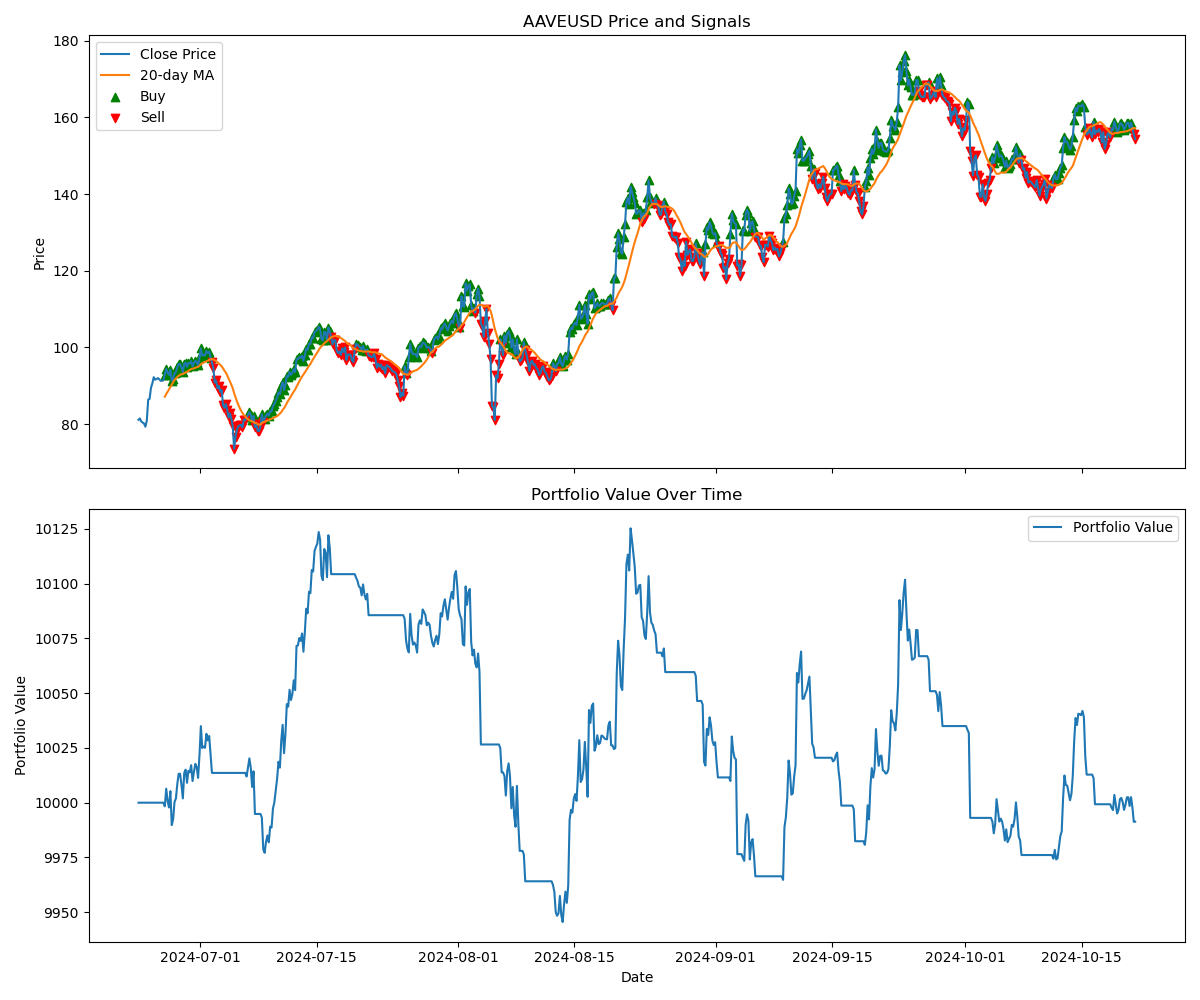 AAVEUSD Price and Signals
180
160
140
120
100
80
Price
Close Price
20-day MA
Buy
Sell
Portfolio Value Over Time
10125
10100
10075
10050
10025
10000
9975
9950
Portfolio Value
Portfolio Value
2024-07-01
2024-07-15
2024-08-01
2024-08-15
2024-09-01
2024-09-15
2024-10-01
2024-10-15
Date